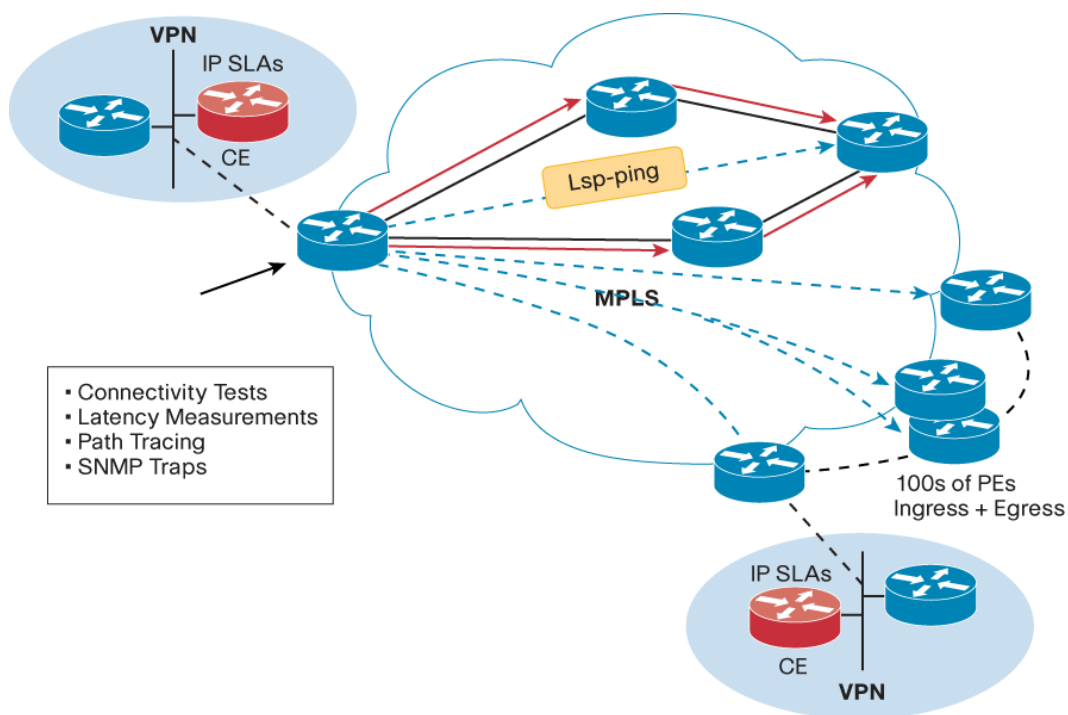 VPN
IP SLAs
CE
Lsp-ping
MPLS
▪ Connectivity Tests
▪ Latency Measurements
▪ Path Tracing
▪ SNMP Traps
100s of PEs
Ingress + Egress
IP SLAs
CE
VPN